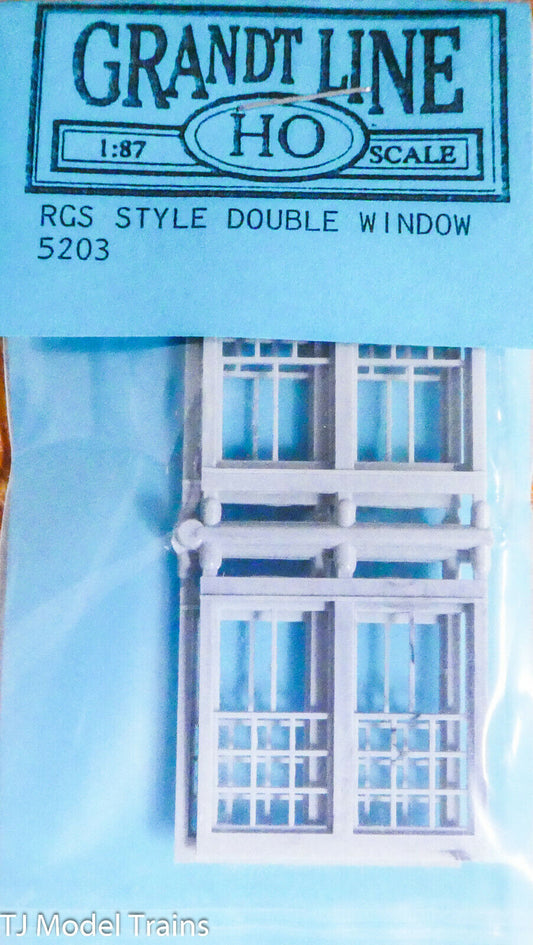 GRANDT LINE
1:87 HO SCALE
RGS STYLE DOUBLE WINDOW
5203
TJ Model Trains